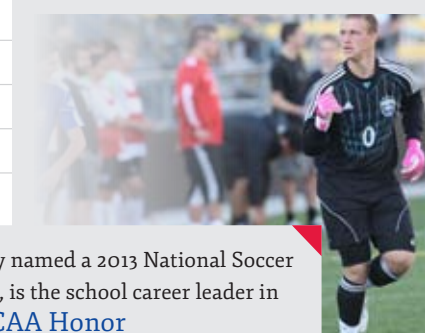 0
y named a 2013 National Soccer
, is the school career leader in
CAA Honor